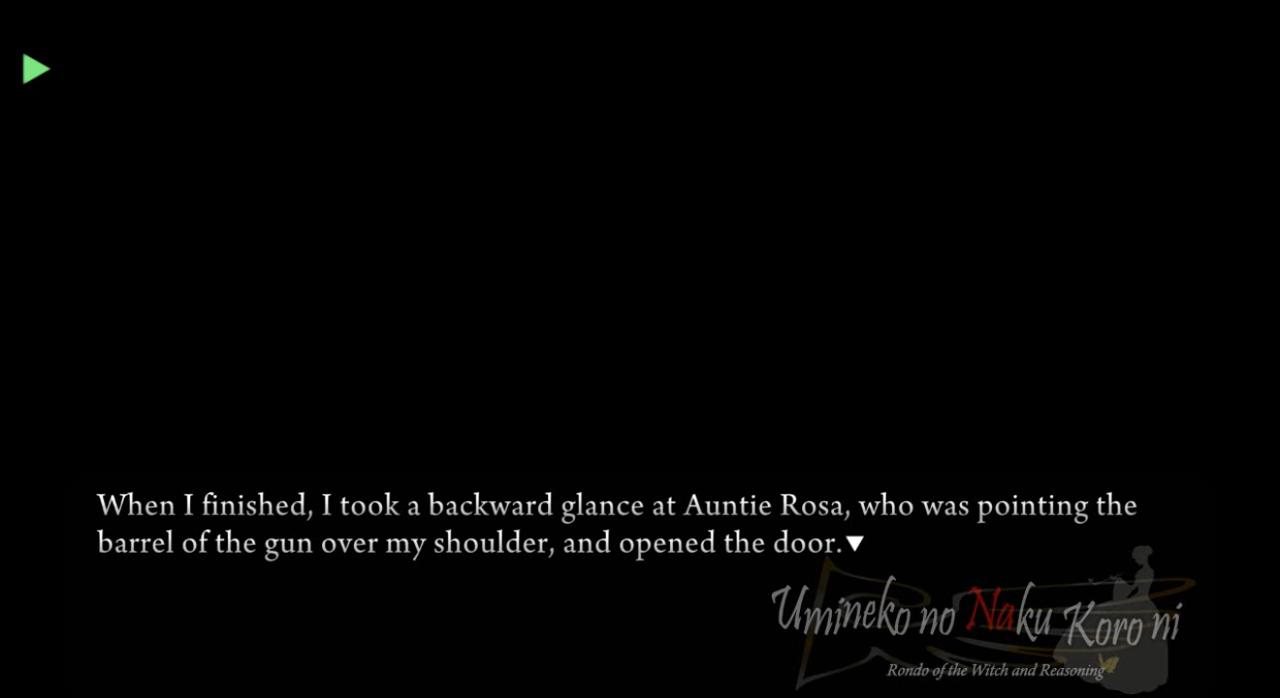 When I finished, I took a backward glance at Auntie Rosa, who was pointing the
barrel of the gun over my shoulder, and opened the door.
Umineko no Naku Koro ni
Rondo of the Witch and Reasoning